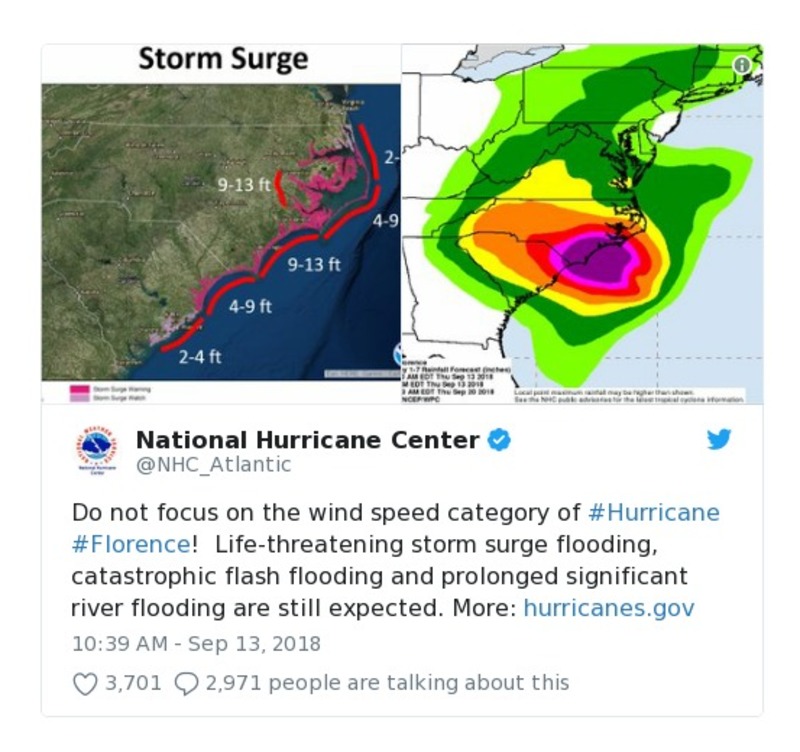 Storm Surge
2-
9-13 ft
4-9
9-13 ft
4-9 ft
2-4 ft
Storm Surge Warning
Storm Surge Watch
1-7 Rainfall Forecast (inches)
AM EDT Thu Sep 13 2018
AM EDT Thu Sep 13 2018
AM EDT Thu Sep 20 2018
NCEP/WPC
Local point maximum rainfall may be higher than shown.
See the NHC public advisories for the latest tropical cyclone information.
National Hurricane Center
@NHC_Atlantic
Do not focus on the wind speed category of #Hurricane
#Florence!  Life-threatening storm surge flooding,
catastrophic flash flooding and prolonged significant
river flooding are still expected. More: hurricanes.gov
10:39 AM - Sep 13, 2018
3,701 2,971 people are talking about this